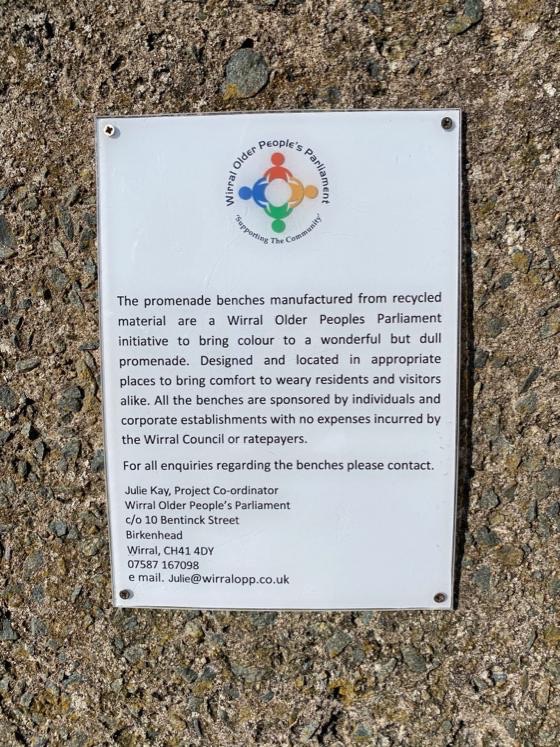 Wirral Older People's Parliament
'Supporting The Community'
The promenade benches manufactured from recycled
material are a Wirral Older Peoples Parliament
initiative to bring colour to a wonderful but dull
promenade. Designed and located in appropriate
places to bring comfort to weary residents and visitors
alike. All the benches are sponsored by individuals and
corporate establishments with no expenses incurred by
the Wirral Council or ratepayers.
For all enquiries regarding the benches please contact.
Julie Kay, Project Co-ordinator
Wirral Older People's Parliament
c/o 10 Bentinck Street
Birkenhead
Wirral, CH41 4DY
07587 167098
e mail. Julie@wirralopp.co.uk